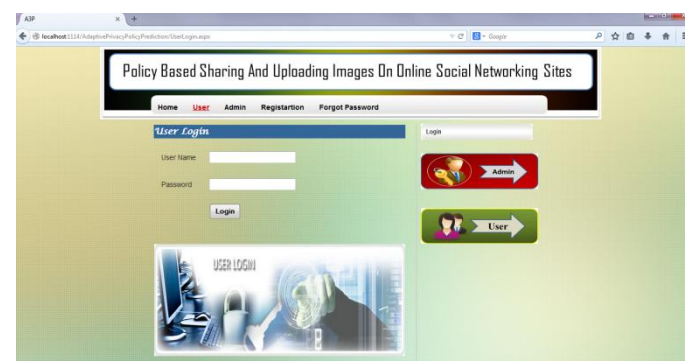 A3P
localhost:1114/AdaptivePrivacyPolicyPrediction/UserLogin.aspx
Google
Policy Based Sharing And Uploading Images On Online Social Networking Sites
Home User Admin Registartion Forgot Password
User Login
Login
User Name
Admin
Password
Login
User
USER LOGIN